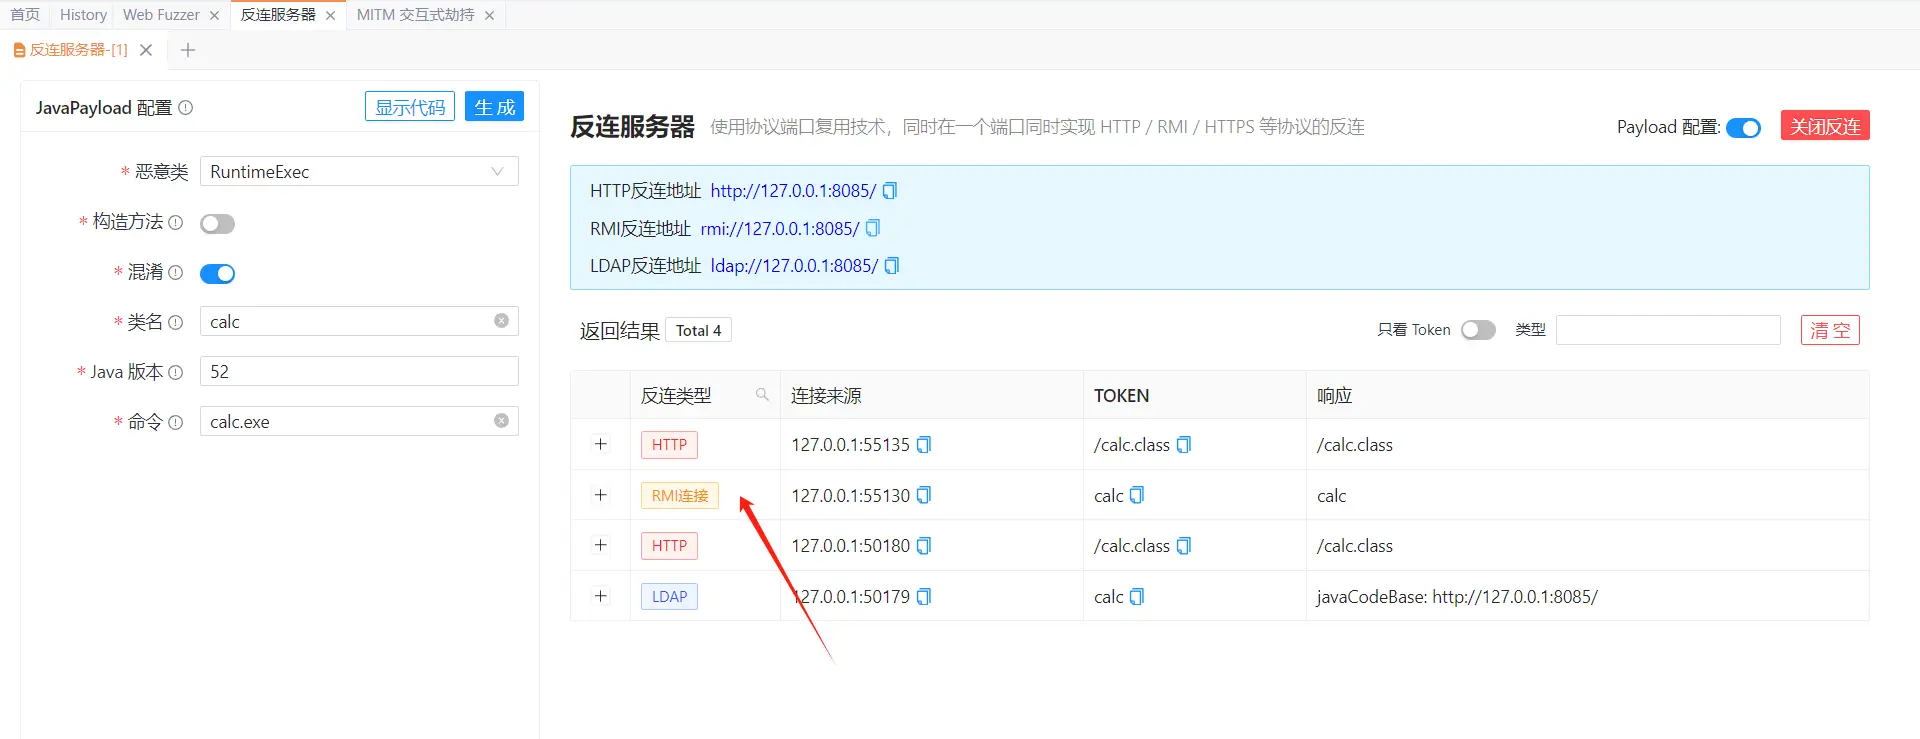 首页 History Web Fuzzer 反连服务器 MITM 交互式劫持
反连服务器-[1]
JavaPayload 配置 显示代码 生 成
* 恶意类 RuntimeExec
* 构造方法
* 混淆
* 类名 calc
* Java 版本 52
* 命令 calc.exe
反连服务器 使用协议端口复用技术，同时在一个端口同时实现 HTTP / RMI / HTTPS 等协议的反连 Payload 配置: 关闭反连
HTTP反连地址 http://127.0.0.1:8085/
RMI反连地址 rmi://127.0.0.1:8085/
LDAP反连地址 ldap://127.0.0.1:8085/
返回结果 Total 4 只看 Token 类型 清 空
反连类型 连接来源 TOKEN 响应
HTTP 127.0.0.1:55135 /calc.class /calc.class
RMI连接 127.0.0.1:55130 calc calc
HTTP 127.0.0.1:50180 /calc.class /calc.class
LDAP 127.0.0.1:50179 calc javaCodeBase: http://127.0.0.1:8085/